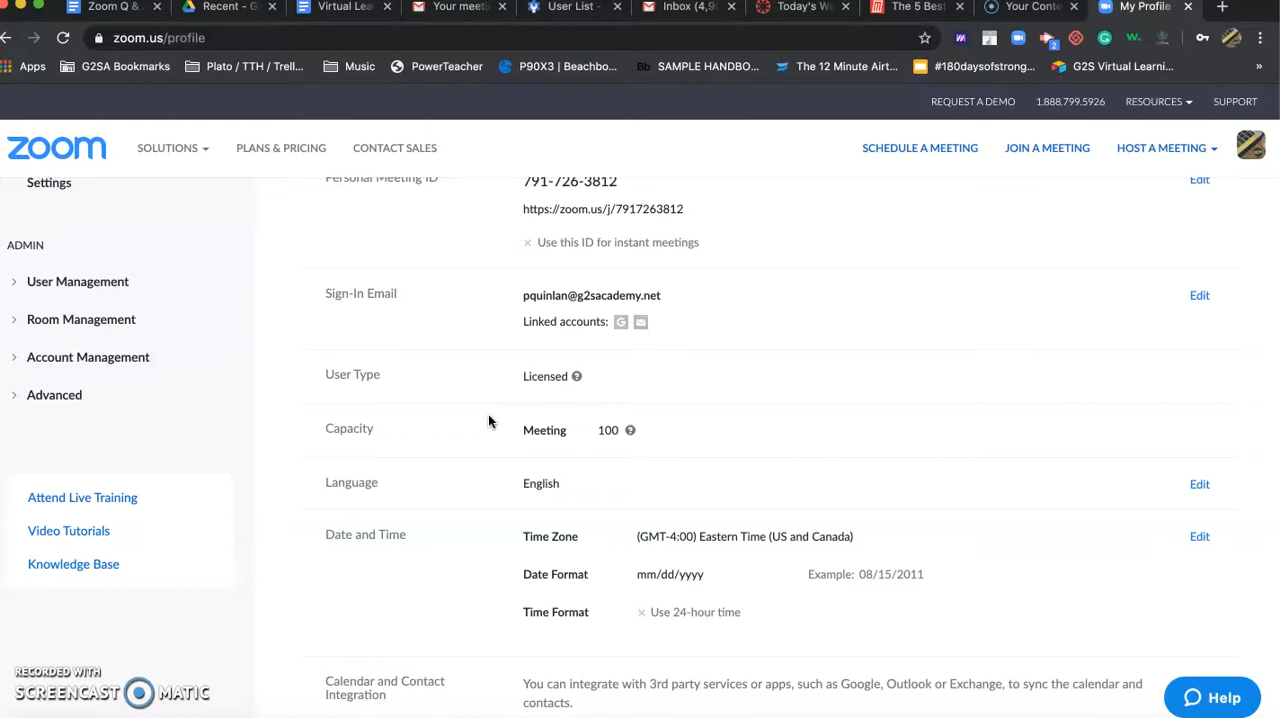 Zoom Q &
Recent - G
Virtual Lea
Your meeti
User List -
Inbox (4,9
Today's W
The 5 Best
Your Conte
My Profile
zoom.us/profile
Apps
G2SA Bookmarks
Plato / TTH / Trell...
Music
PowerTeacher
P90X3 | Beachbo...
Bb SAMPLE HANDBO...
The 12 Minute Airt...
#180daysofstrong...
G2S Virtual Learni...
»
REQUEST A DEMO
1.888.799.5926
RESOURCES
SUPPORT
zoom
SOLUTIONS
PLANS & PRICING
CONTACT SALES
SCHEDULE A MEETING
JOIN A MEETING
HOST A MEETING
Settings
ADMIN
User Management
Room Management
Account Management
Advanced
Attend Live Training
Video Tutorials
Knowledge Base
Personal Meeting ID
791-726-3812
Edit
https://zoom.us/j/7917263812
Use this ID for instant meetings
Sign-In Email
pquinlan@g2sacademy.net
Edit
Linked accounts:
User Type
Licensed
Capacity
Meeting 100
Language
English
Edit
Date and Time
Time Zone
(GMT-4:00) Eastern Time (US and Canada)
Edit
Date Format
mm/dd/yyyy
Example: 08/15/2011
Time Format
Use 24-hour time
Calendar and Contact
Integration
You can integrate with 3rd party services or apps, such as Google, Outlook or Exchange, to sync the calendar and
contacts.
RECORDED WITH
SCREENCAST MATIC
Help